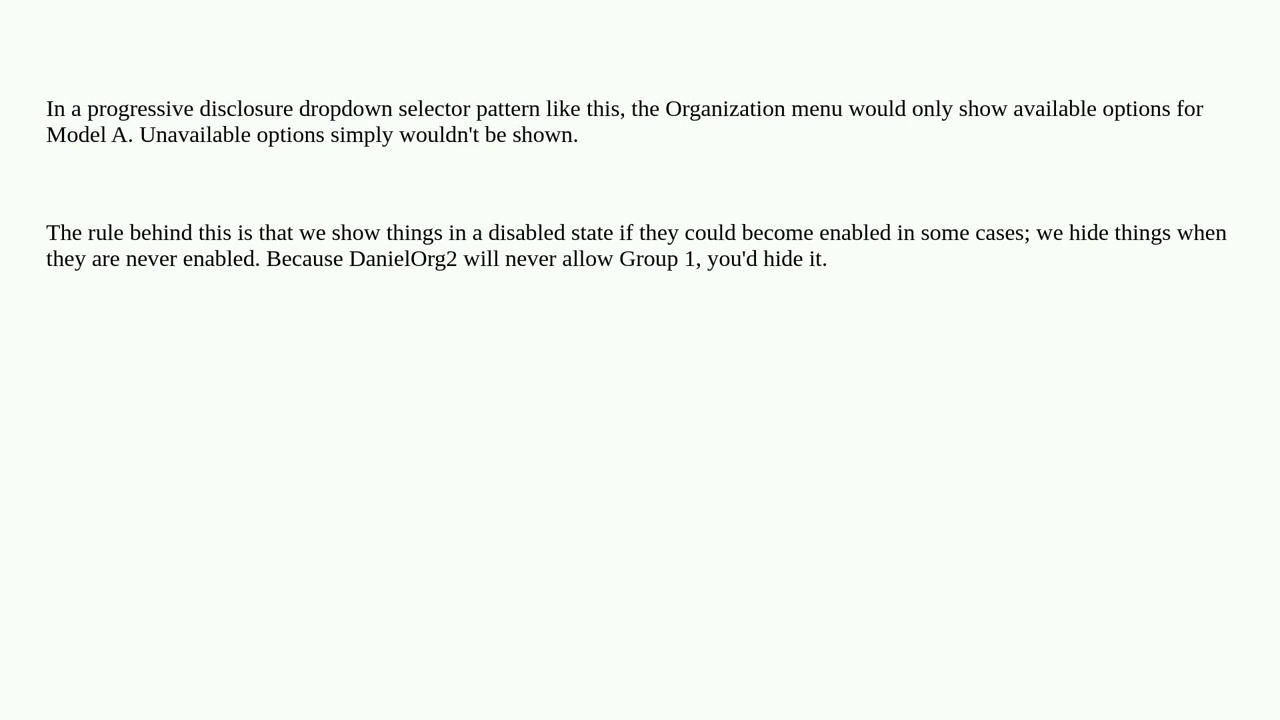 In a progressive disclosure dropdown selector pattern like this, the Organization menu would only show available options for
Model A. Unavailable options simply wouldn't be shown.
The rule behind this is that we show things in a disabled state if they could become enabled in some cases; we hide things when
they are never enabled. Because DanielOrg2 will never allow Group 1, you'd hide it.